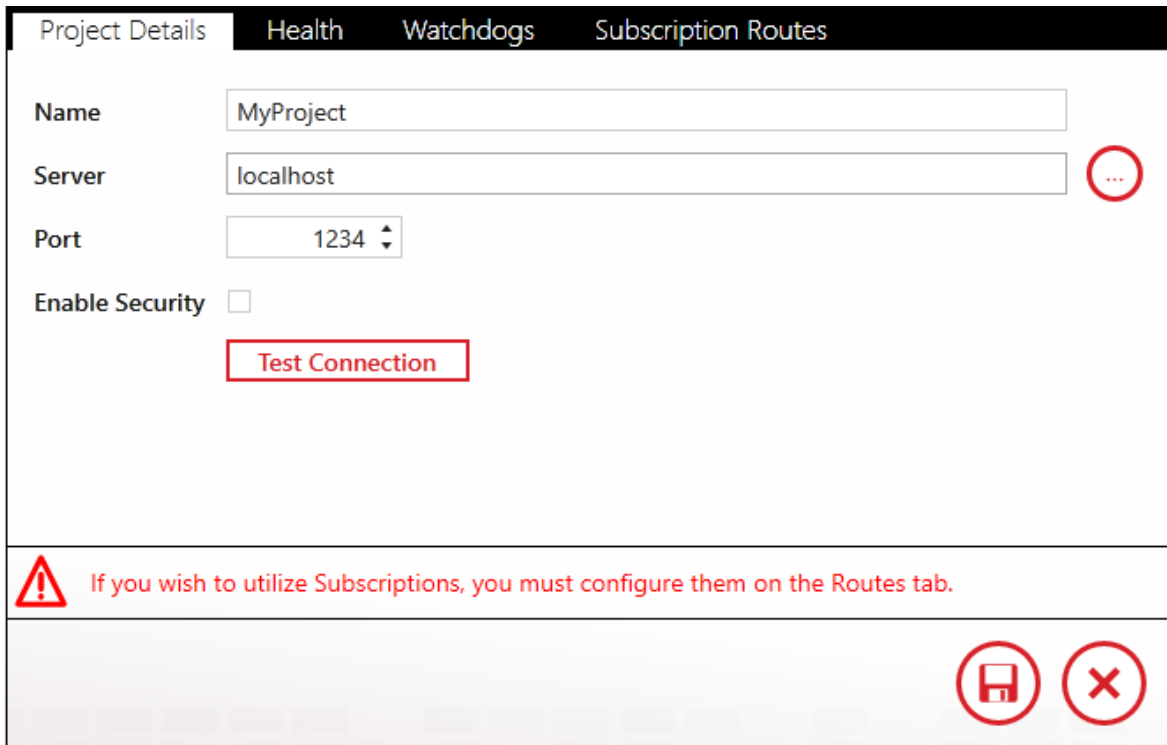 Project Details Health Watchdogs Subscription Routes
Name MyProject
Server localhost ...
Port 1234
Enable Security
Test Connection
If you wish to utilize Subscriptions, you must configure them on the Routes tab.